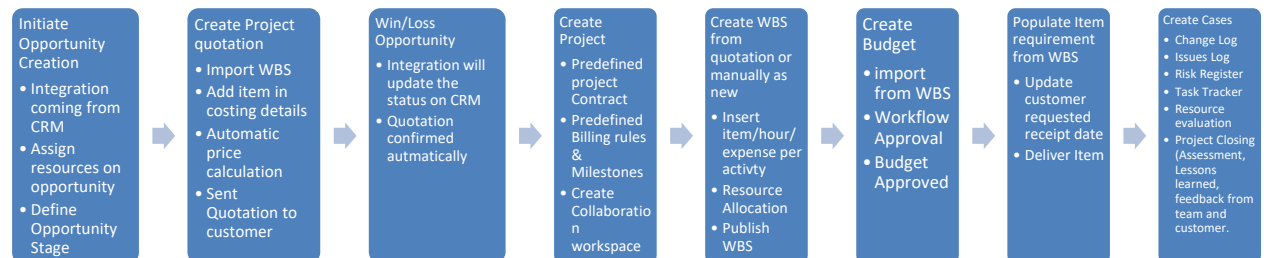 Initiate
Opportunity
Creation
• Integration
coming from
CRM
• Assign
resources on
opportunity
• Define
Opportunity
Stage
Create Project
quotation
• Import WBS
• Add item in
costing details
• Automatic
price
calculation
• Sent
Quotation to
customer
Win/Loss
Opportunity
• Integration will
update the
status on CRM
• Quotation
confirmed
autmatically
Create
Project
• Predefined
project
Contract
• Predefined
Billing rules
&
Milestones
• Create
Collaboratio
n
workspace
Create WBS
from
quotation or
manually as
new
• Insert
item/hour/
expense per
activty
• Resource
Allocation
• Publish
WBS
Create
Budget
• import
from WBS
• Workflow
Approval
• Budget
Approved
Populate Item
requirement
from WBS
• Update
customer
requested
receipt date
• Deliver Item
Create Cases
• Change Log
• Issues Log
• Risk Register
• Task Tracker
• Resource
evaluation
• Project Closing
(Assessment,
Lessons
learned,
feedback from
team and
customer.